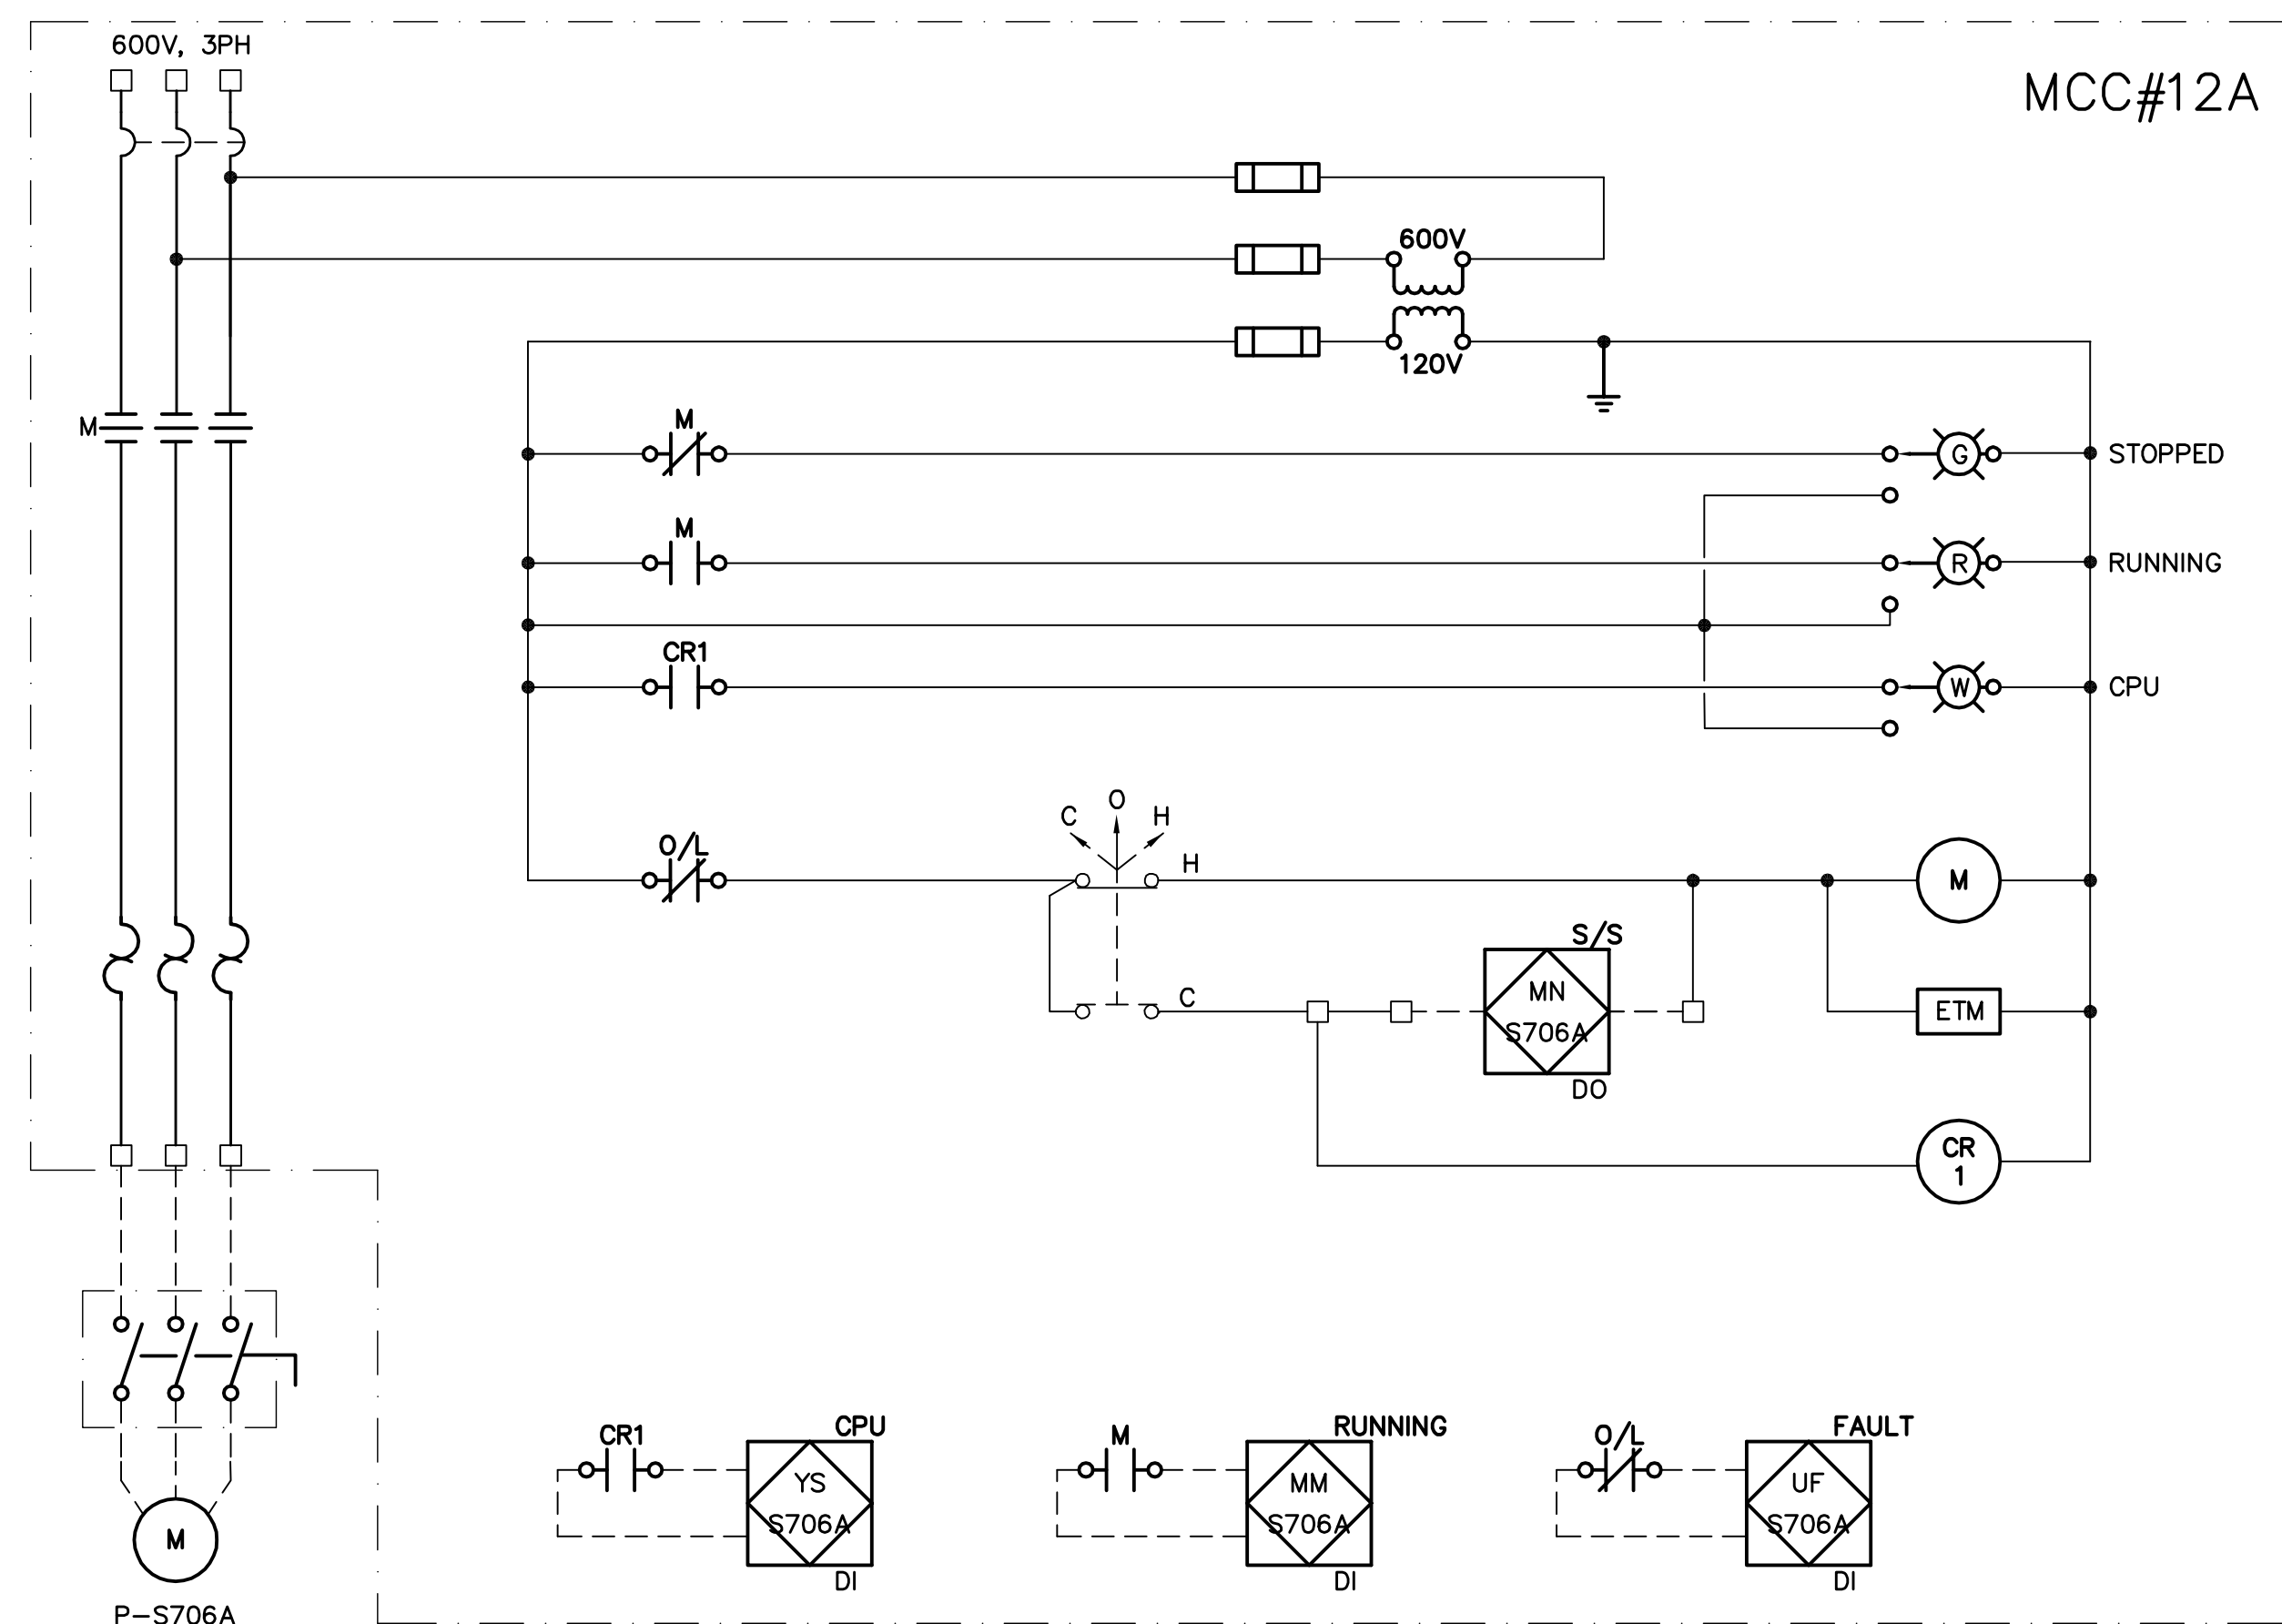 600V, 3PH
MCC#12A
600V
120V
M
M
G
STOPPED
M
R
RUNNING
CR1
W
CPU
C
O
H
O/L
H
M
S/S
MN
S706A
DO
C
ETM
CR
1
CR1
CPU
YS
S706A
DI
M
RUNNING
MM
S706A
DI
O/L
FAULT
UF
S706A
DI
M
P-S706A